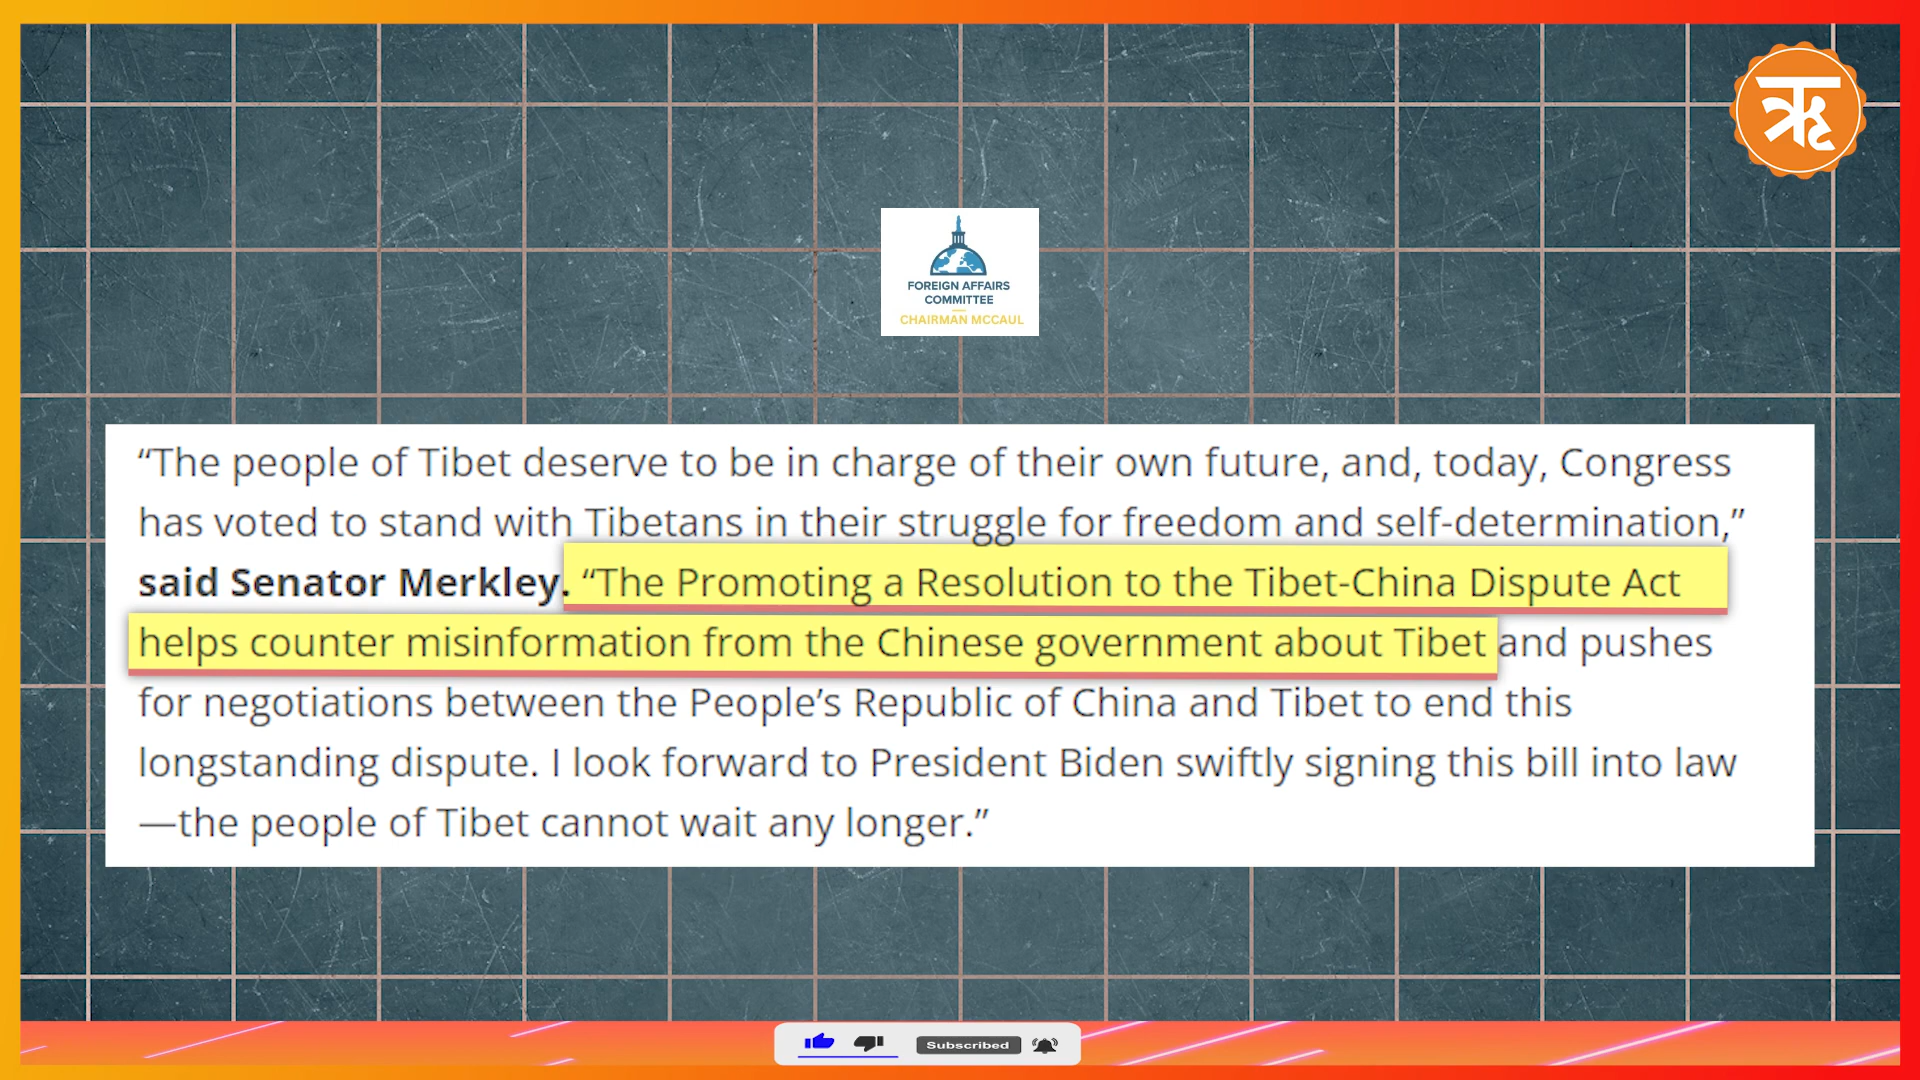 ऋ
FOREIGN AFFAIRS
COMMITTEE
CHAIRMAN MCCAUL
“The people of Tibet deserve to be in charge of their own future, and, today, Congress
has voted to stand with Tibetans in their struggle for freedom and self-determination,”
said Senator Merkley. “The Promoting a Resolution to the Tibet-China Dispute Act
helps counter misinformation from the Chinese government about Tibet and pushes
for negotiations between the People’s Republic of China and Tibet to end this
longstanding dispute. I look forward to President Biden swiftly signing this bill into law
—the people of Tibet cannot wait any longer.”
Subscribed